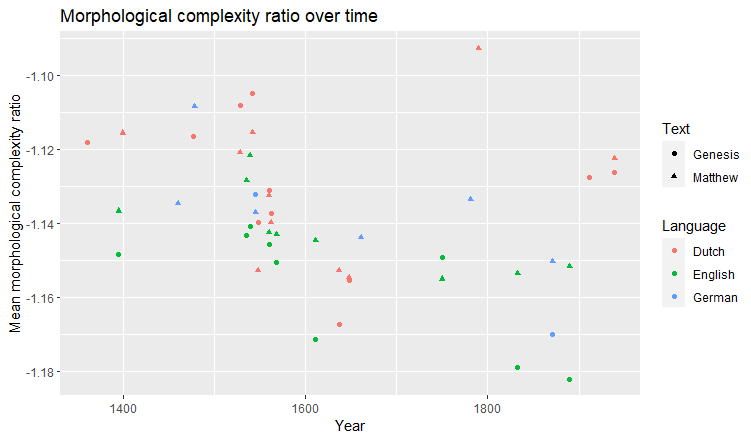 Morphological complexity ratio over time
Mean morphological complexity ratio
-1.10
-1.12
-1.14
-1.16
-1.18
1400
1600
1800
Year
Text
Genesis
Matthew
Language
Dutch
English
German